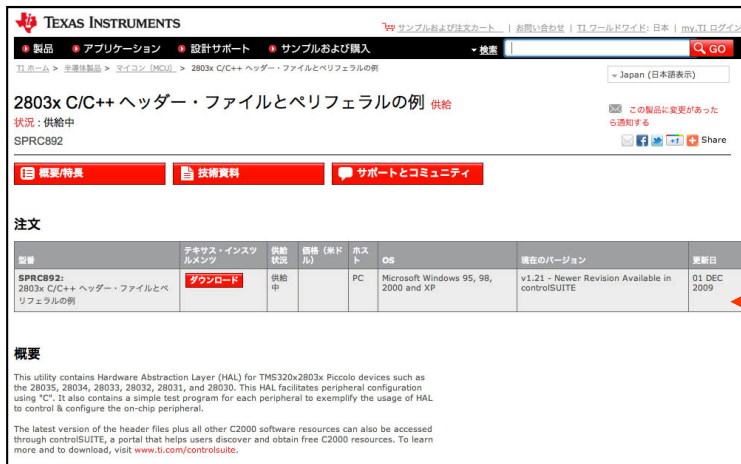 TEXAS INSTRUMENTS
サンプルおよび注文カート | お問い合わせ | TI ワールドワイド: 日本 | my.TI ログイン
製品 アプリケーション 設計サポート サンプルおよび購入 検索 GO
TI ホーム > 半導体製品 > マイコン (MCU) > 2803x C/C++ ヘッダー・ファイルとペリフェラルの例
Japan (日本語表示)
2803x C/C++ ヘッダー・ファイルとペリフェラルの例 供給
状況 : 供給中
SPRC892
この製品に変更があった
ら通知する
+1 Share
概要/特長 技術資料 サポートとコミュニティ
注文
型番 テキサス・インスツルメンツ 供給状況 価格 (米ドル) ホスト OS 現在のバージョン 更新日
SPRC892:
2803x C/C++ ヘッダー・ファイルとペ
リフェラルの例
ダウンロード
供給
中
PC
Microsoft Windows 95, 98,
2000 and XP
v1.21 - Newer Revision Available in
controlSUITE
01 DEC
2009
概要
This utility contains Hardware Abstraction Layer (HAL) for TMS320x2803x Piccolo devices such as
the 28035, 28034, 28033, 28032, 28031, and 28030. This HAL facilitates peripheral configuration
using "C". It also contains a simple test program for each peripheral to exemplify the usage of HAL
to control & configure the on-chip peripheral.
The latest version of the header files plus all other C2000 software resources can also be accessed
through controlSUITE, a portal that helps users discover and obtain free C2000 resources. To learn
more and to download, visit www.ti.com/controlsuite.